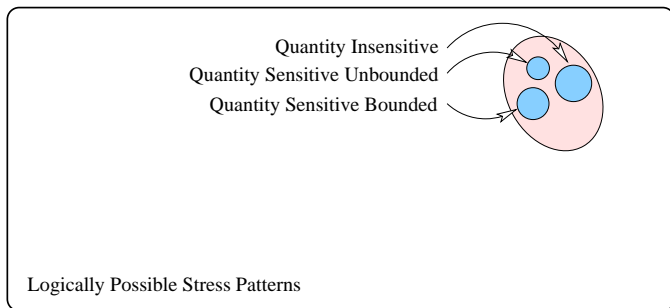 Quantity Insensitive
Quantity Sensitive Unbounded
Quantity Sensitive Bounded
Logically Possible Stress Patterns